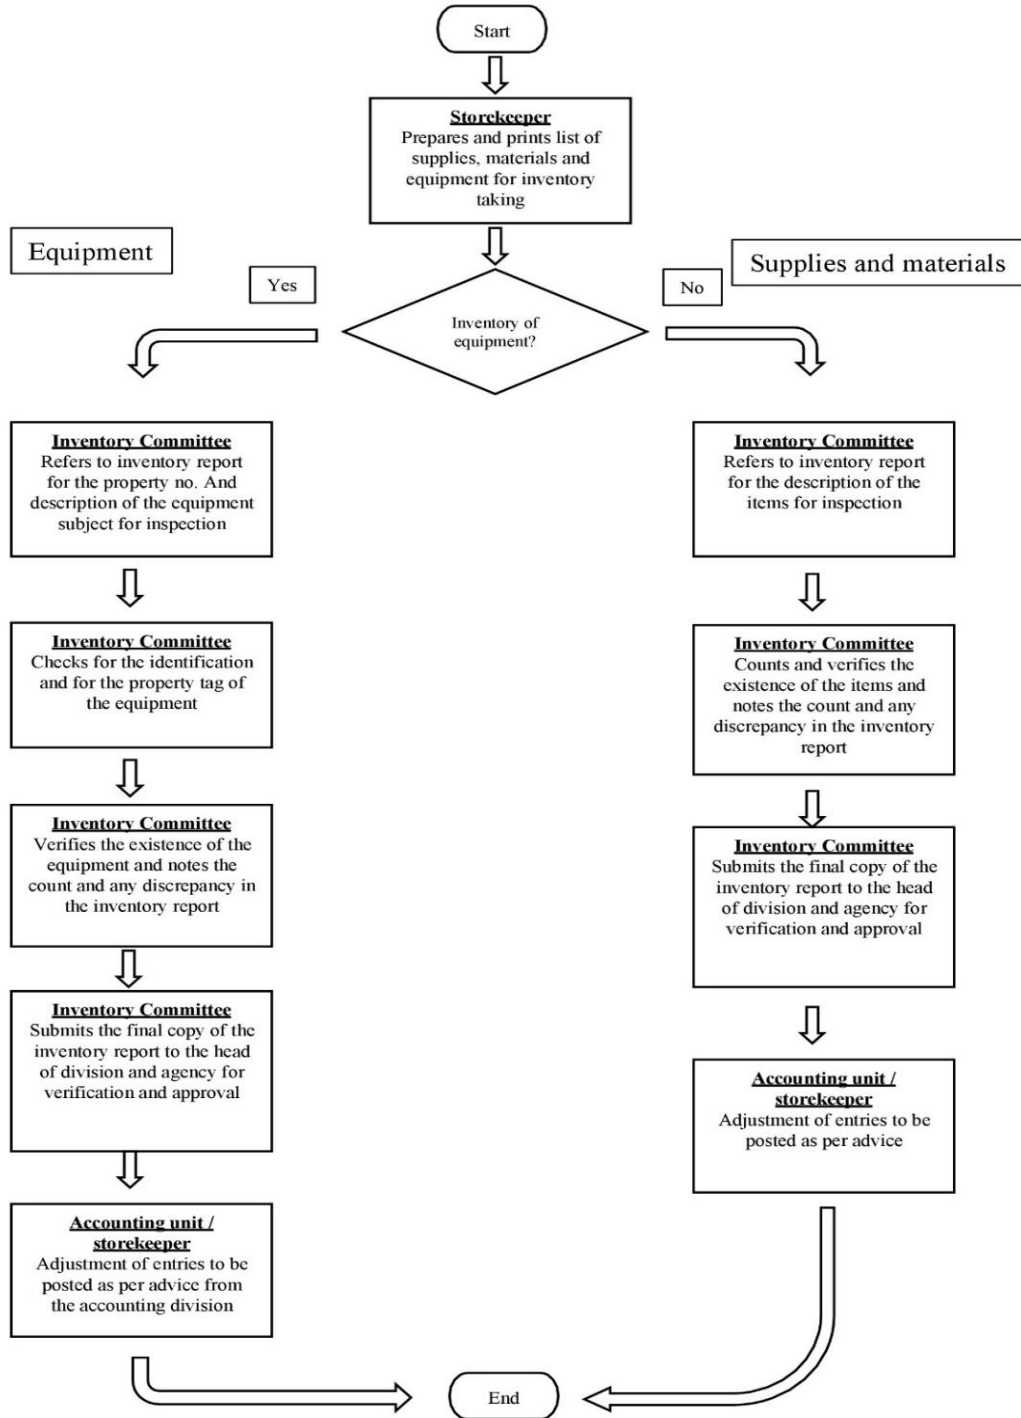 Start
Storekeeper
Prepares and prints list of
supplies, materials and
equipment for inventory
taking
Equipment
Supplies and materials
Yes
No
Inventory of
equipment?
Inventory Committee
Refers to inventory report
for the property no. And
description of the equipment
subject for inspection
Inventory Committee
Checks for the identification
and for the property tag of
the equipment
Inventory Committee
Verifies the existence of the
equipment and notes the
count and any discrepancy in
the inventory report
Inventory Committee
Submits the final copy of the
inventory report to the head
of division and agency for
verification and approval
Accounting unit /
storekeeper
Adjustment of entries to be
posted as per advice from
the accounting division
Inventory Committee
Refers to inventory report
for the description of the
items for inspection
Inventory Committee
Counts and verifies the
existence of the items and
notes the count and any
discrepancy in the inventory
report
Inventory Committee
Submits the final copy of the
inventory report to the head
of division and agency for
verification and approval
Accounting unit /
storekeeper
Adjustment of entries to be
posted as per advice
End